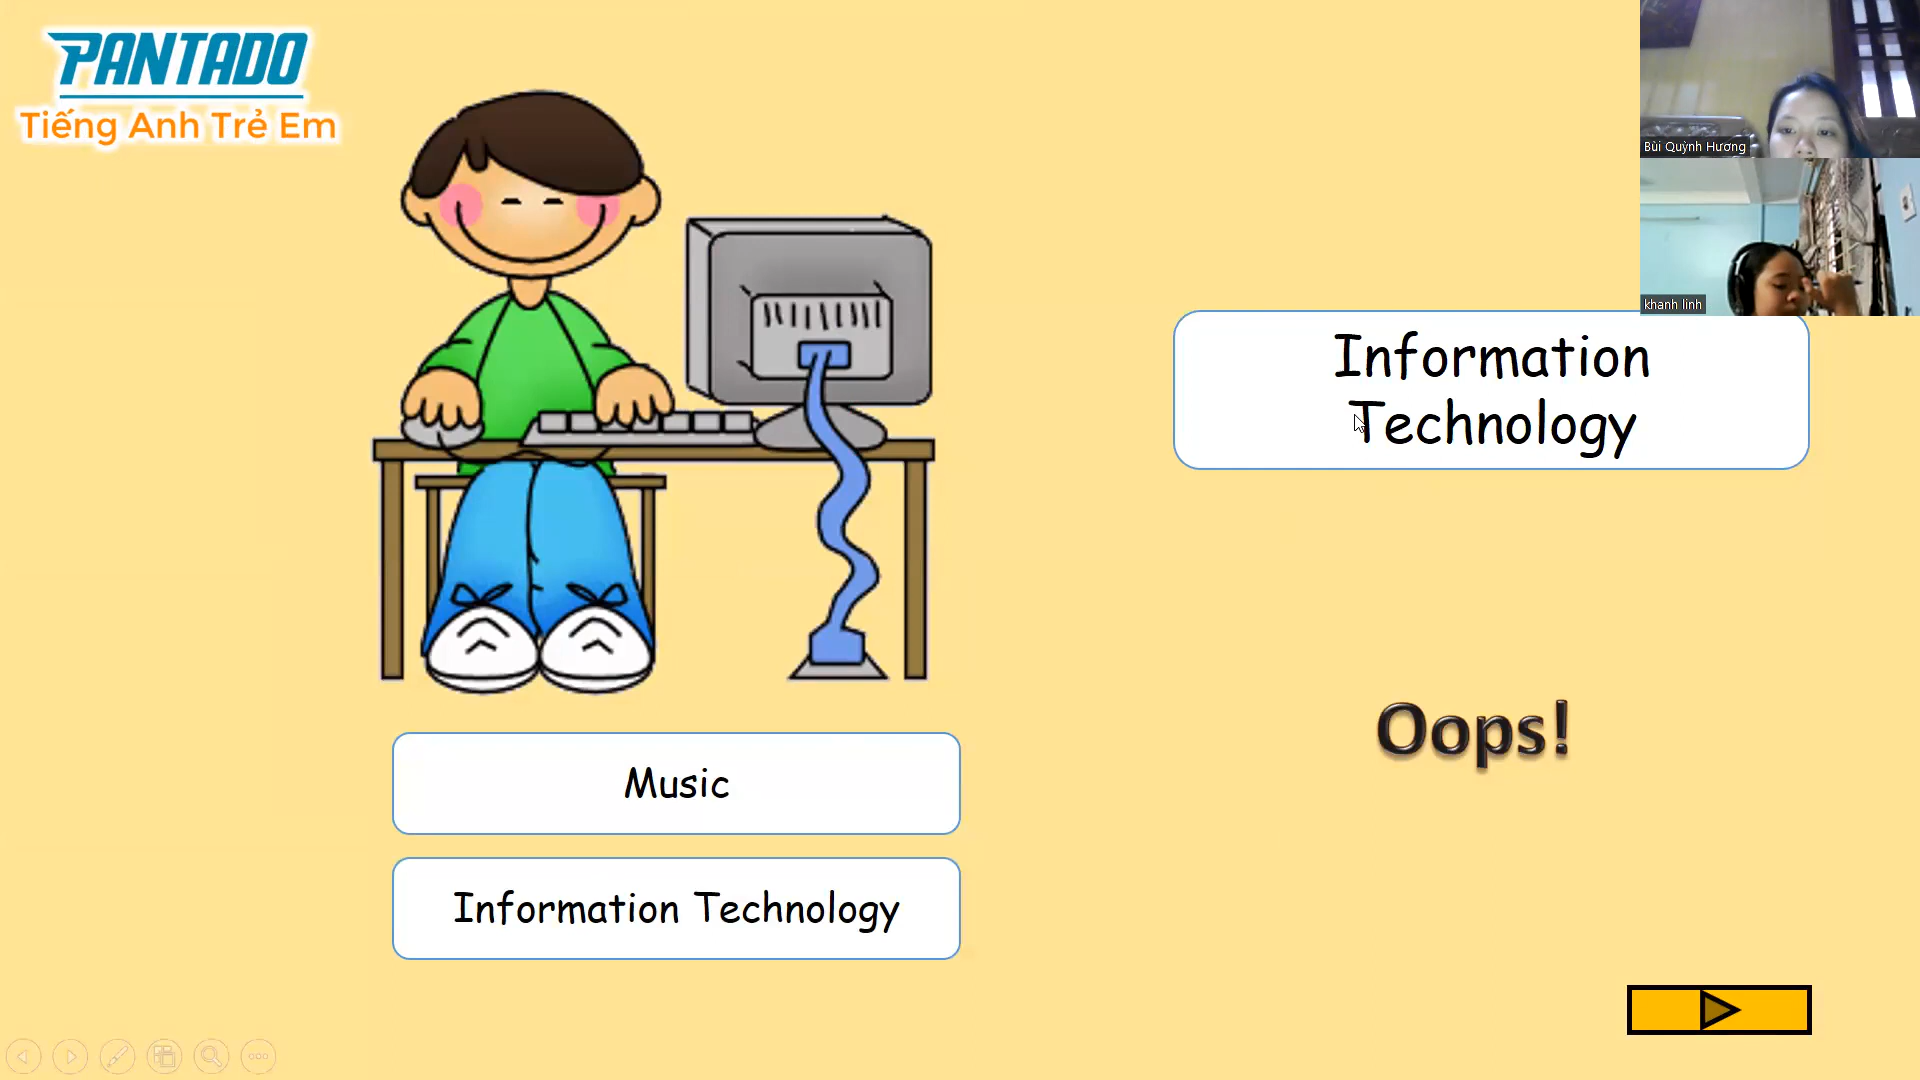 PANTADO
Tiếng Anh Trẻ Em
Bùi Quỳnh Hương
khanh linh
Information
Technology
Oops!
Music
Information Technology